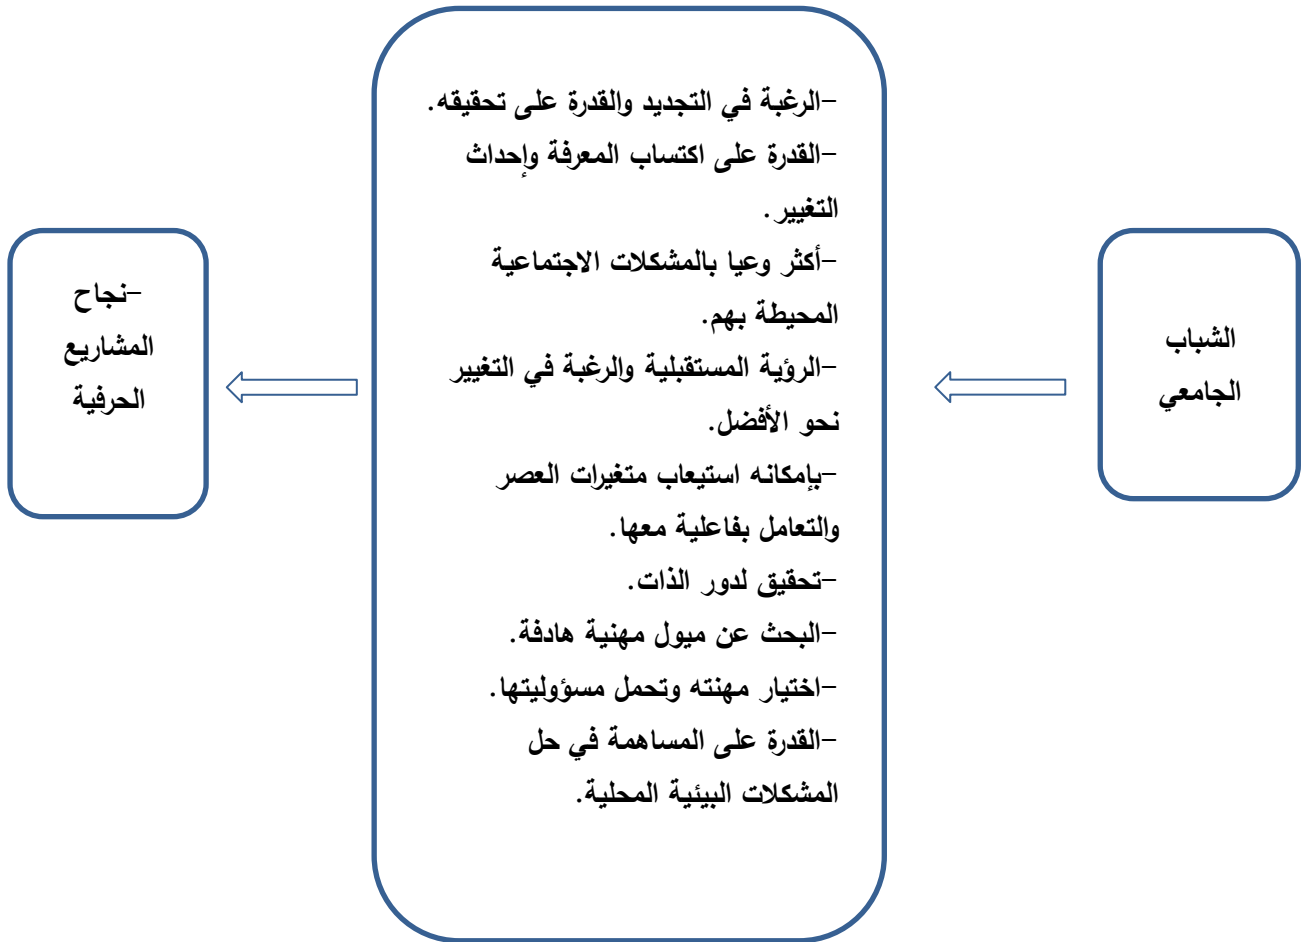 الشباب
الجامعي
-الرغبة في التجديد والقدرة على تحقيقه.
-القدرة على اكتساب المعرفة وإحداث
التغيير.
-أكثر وعيا بالمشكلات الاجتماعية
المحيطة بهم.
-الرؤية المستقبلية والرغبة في التغيير
نحو الأفضل.
-بإمكانه استيعاب متغيرات العصر
والتعامل بفاعلية معها.
-تحقيق لدور الذات.
-البحث عن ميول مهنية هادفة.
-اختيار مهنته وتحمل مسؤوليتها.
-القدرة على المساهمة في حل
المشكلات البيئية المحلية.
-نجاح
المشاريع
الحرفية